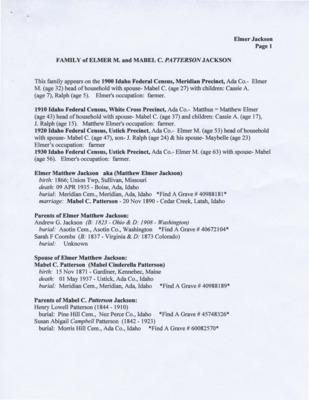 Elmer Jackson
Page 1
FAMILY of ELMER M. and MABEL C. PATTERSON JACKSON
This family appears on the 1900 Idaho Federal Census, Meridian Precinct, Ada Co.- Elmer
M. (age 32) head of household with spouse- Mabel C. (age 27) with children: Cassie A.
(age 7), Ralph (age 5). Elmer's occupation: farmer.
1910 Idaho Federal Census, White Cross Precinct, Ada Co.- Matthus = Matthew Elmer
(age 43) head of household with spouse- Mabel C. (age 37) and children: Cassie A. (age 17),
J. Ralph (age 15). Matthew Elmer's occupation: farmer.
1920 Idaho Federal Census, Ustick Precinct, Ada Co.- Elmer M. (age 53) head of household
with spouse- Mabel C. (age 47), son- J. Ralph (age 24) & his spouse- Maybelle (age 23)
Elmer's occupation: farmer
1930 Idaho Federal Census, Ustick Precinct, Ada Co.- Elmer M. (age 63) with spouse- Mabel
(age 56). Elmer's occupation: farmer.
Elmer Matthew Jackson aka (Matthew Elmer Jackson)
birth: 1866; Union Twp, Sullivan, Missouri
death: 09 APR 1935 - Boise, Ada, Idaho
burial: Meridian Cem., Meridian, Ada, Idaho *Find A Grave # 40988181*
marriage: Mabel C. Patterson - 20 Nov 1890 - Cedar Creek, Latah, Idaho
Parents of Elmer Matthew Jackson:
Andrew G. Jackson (B: 1823 - Ohio & D: 1908 - Washington)
burial: Asotin Cem., Asotin Co., Washington *Find A Grave # 40672104*
Sarah F Coombs (B: 1837 - Virginia & D: 1873 Colorado)
burial: Unknown
Spouse of Elmer Matthew Jackson:
Mabel C. Patterson (Mabel Cinderella Patterson)
birth: 15 Nov 1871 - Gardiner, Kennebec, Maine
death: 01 May 1937 - Ustick, Ada Co., Idaho
burial: Meridian Cem., Meridian, Ada, Idaho *Find A Grave # 40988189*
Parents of Mabel C. Patterson Jackson:
Henry Lowell Patterson (1844 - 1910)
burial: Pine Hill Cem., Nez Perce Co., Idaho *Find A Grave # 45748326*
Susan Abigail Campbell Patterson (1842 - 1923)
burial: Morris Hill Cem., Ada Co., Idaho *Find A Grave # 60082570*